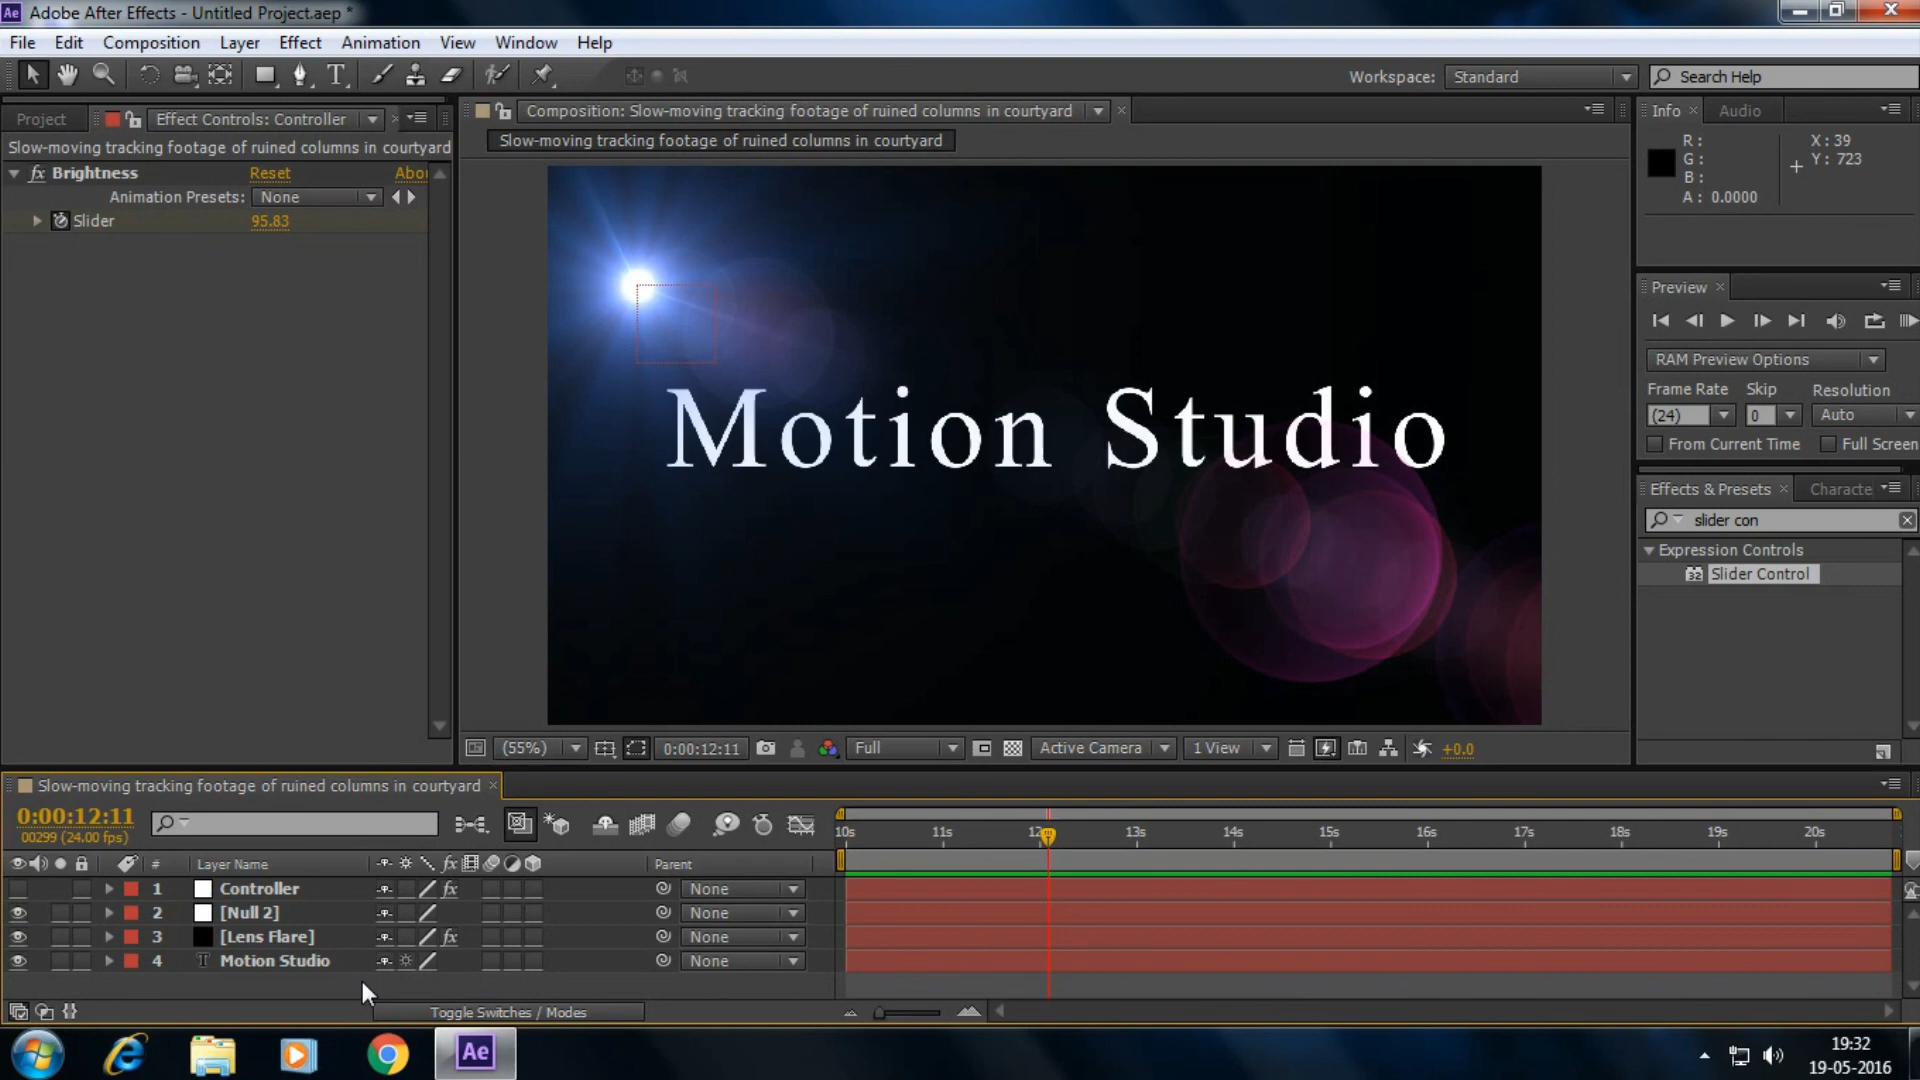 Ae Adobe After Effects - Untitled Project.aep *
File Edit Composition Layer Effect Animation View Window Help
Workspace: Standard Search Help
Project Effect Controls: Controller Composition: Slow-moving tracking footage of ruined columns in courtyard Info Audio
Slow-moving tracking footage of ruined columns in courtyard Slow-moving tracking footage of ruined columns in courtyard
R: X: 39
G: Y: 723
B:
A: 0.0000
fx Brightness Reset Abou
Animation Presets: None
Slider 95.83
Preview
RAM Preview Options
Frame Rate Skip Resolution
(24) 0 Auto
From Current Time Full Screen
Motion Studio
Effects & Presets Characte
slider con
Expression Controls
32 Slider Control
(55%) 0:00:12:11 Full Active Camera 1 View +0.0
Slow-moving tracking footage of ruined columns in courtyard
0:00:12:11
00299 (24.00 fps)
10s 11s 12 13s 14s 15s 16s 17s 18s 19s 20s
# Layer Name fx Parent
1 Controller fx None
2 [Null 2] None
3 [Lens Flare] fx None
4 T Motion Studio None
Toggle Switches / Modes
Ae
19:32
19-05-2016